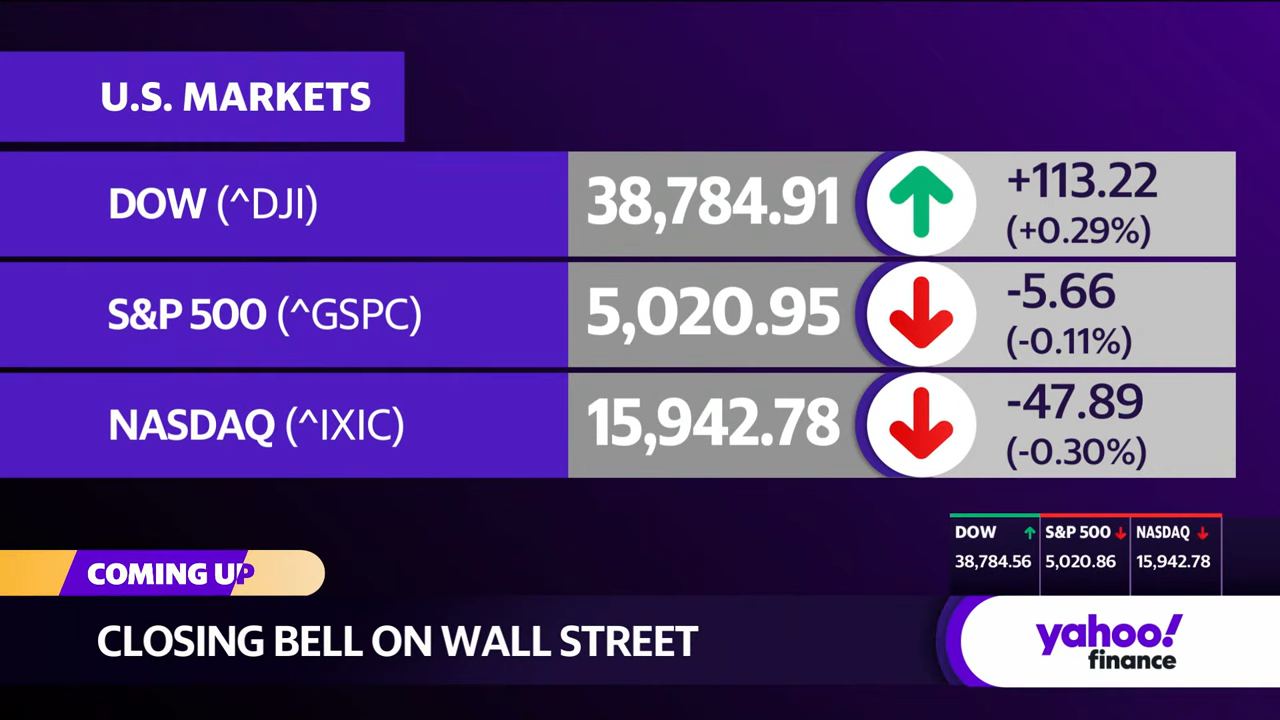 U.S. MARKETS
DOW (^DJI) 38,784.91 +113.22
(+0.29%)
S&P 500 (^GSPC) 5,020.95 -5.66
(-0.11%)
NASDAQ (^IXIC) 15,942.78 -47.89
(-0.30%)
DOW S&P 500 NASDAQ
38,784.56 5,020.86 15,942.78
COMING UP
CLOSING BELL ON WALL STREET
yahoo!
finance